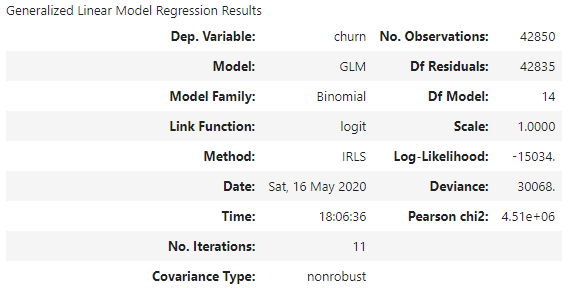 Generalized Linear Model Regression Results
Dep. Variable: churn No. Observations: 42850
Model: GLM Df Residuals: 42835
Model Family: Binomial Df Model: 14
Link Function: logit Scale: 1.0000
Method: IRLS Log-Likelihood: -15034.
Date: Sat, 16 May 2020 Deviance: 30068.
Time: 18:06:36 Pearson chi2: 4.51e+06
No. Iterations: 11
Covariance Type: nonrobust